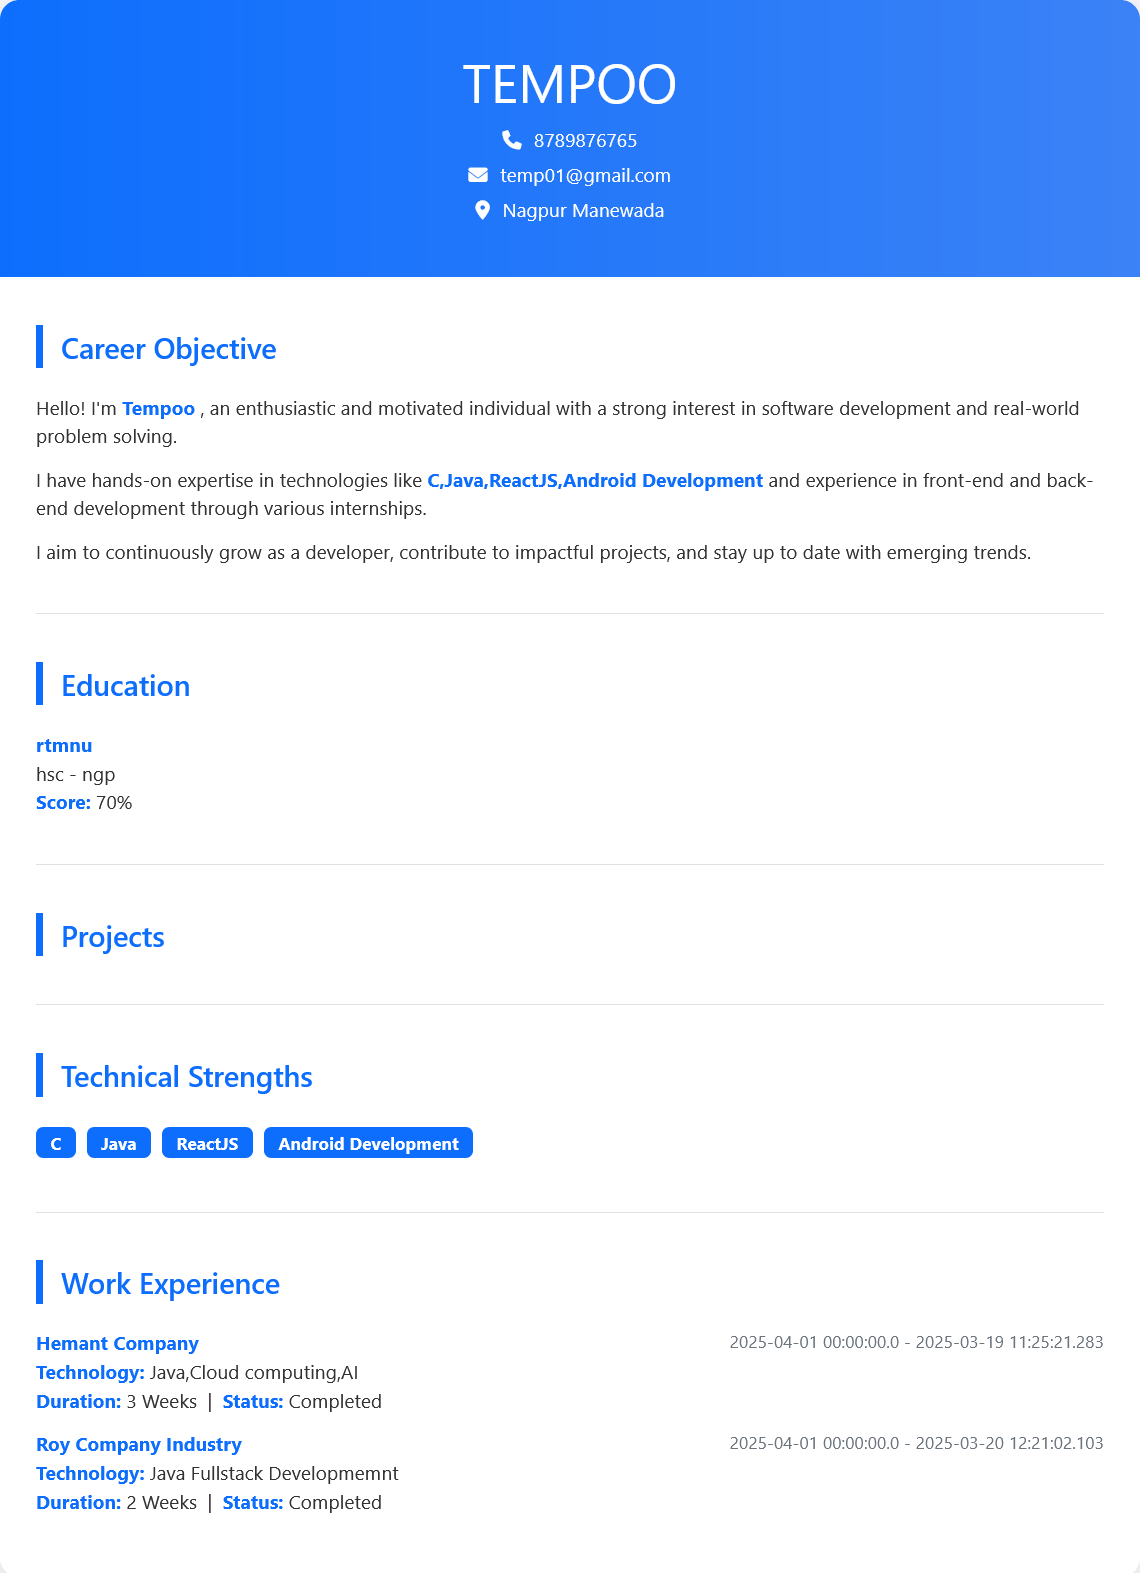 TEMPOO
8789876765
temp01@gmail.com
Nagpur Manewada
Career Objective
Hello! I'm Tempoo , an enthusiastic and motivated individual with a strong interest in software development and real-world
problem solving.
I have hands-on expertise in technologies like C,Java,ReactJS,Android Development and experience in front-end and back-
end development through various internships.
I aim to continuously grow as a developer, contribute to impactful projects, and stay up to date with emerging trends.
Education
rtmnu
hsc - ngp
Score: 70%
Projects
Technical Strengths
C Java ReactJS Android Development
Work Experience
Hemant Company 2025-04-01 00:00:00.0 - 2025-03-19 11:25:21.283
Technology: Java,Cloud computing,AI
Duration: 3 Weeks | Status: Completed
Roy Company Industry 2025-04-01 00:00:00.0 - 2025-03-20 12:21:02.103
Technology: Java Fullstack Developmemnt
Duration: 2 Weeks | Status: Completed